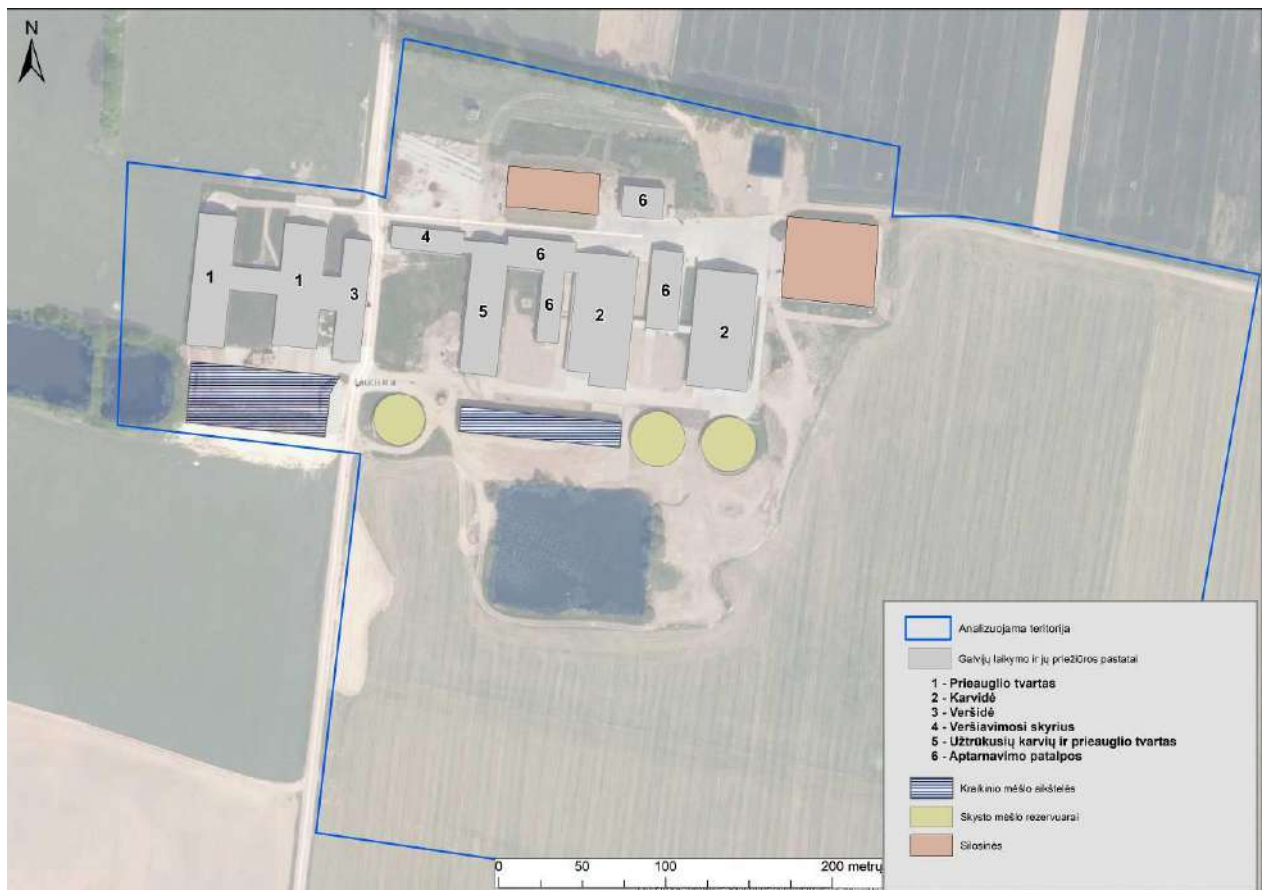 N
6
4
6
1
1
3
6
6
5
2
2
Analizuojama teritorija
Galvijų laikymo ir jų priežiūros pastatai
1 - Prieauglio tvartas
2 - Karvidė
3 - Veršidė
4 - Veršiavimosi skyrius
5 - Užtrūkusių karvių ir prieauglio tvartas
6 - Aptarnavimo patalpos
Kraikinio mėšlo aikštelės
Skysto mėšlo rezervuarai
Silosinės
0 50 100 200 metrų